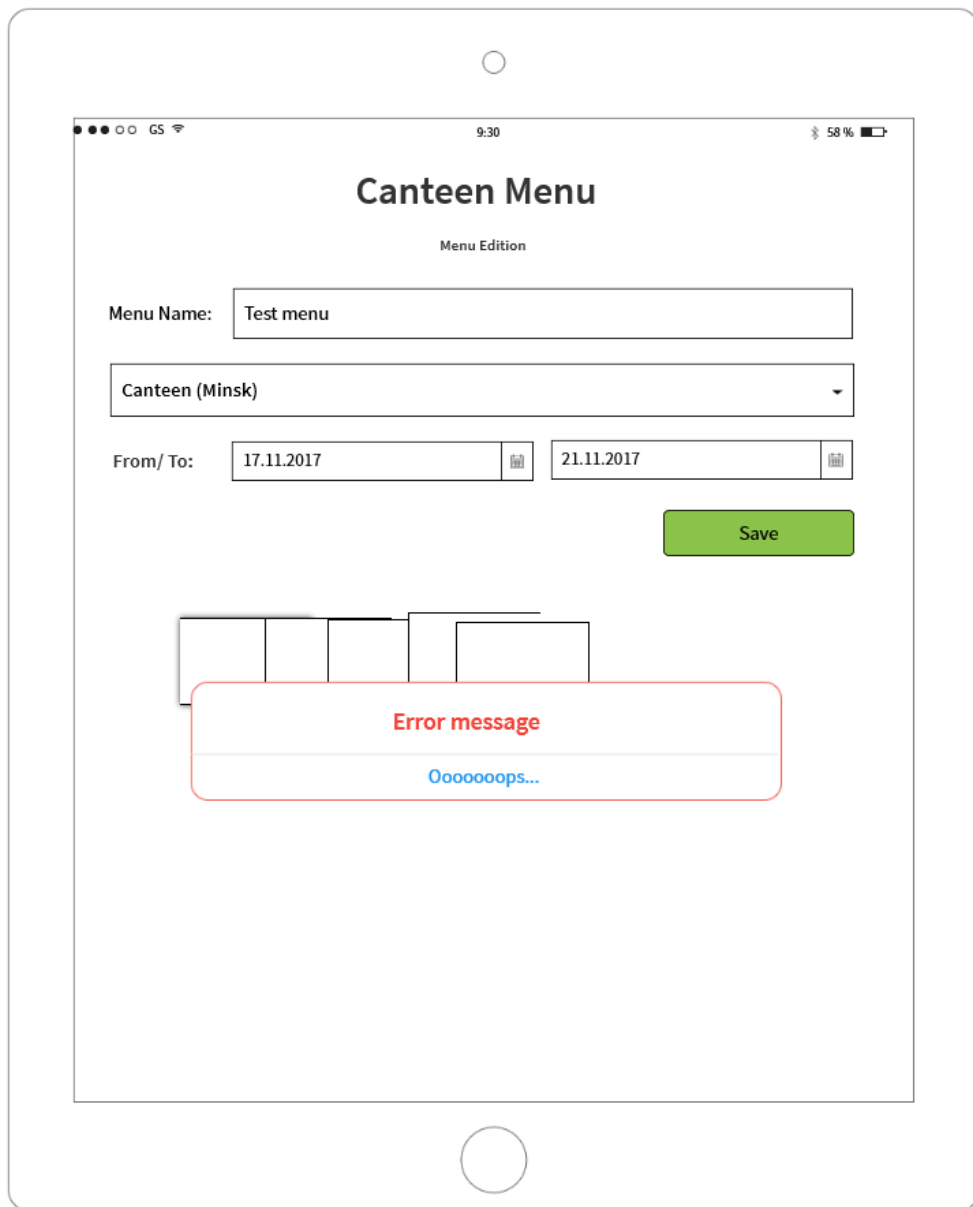 GS 9:30 58 %
Canteen Menu
Menu Edition
Menu Name: Test menu
Canteen (Minsk)
From/ To: 17.11.2017 21.11.2017
Save
Error message
Ooooooops...